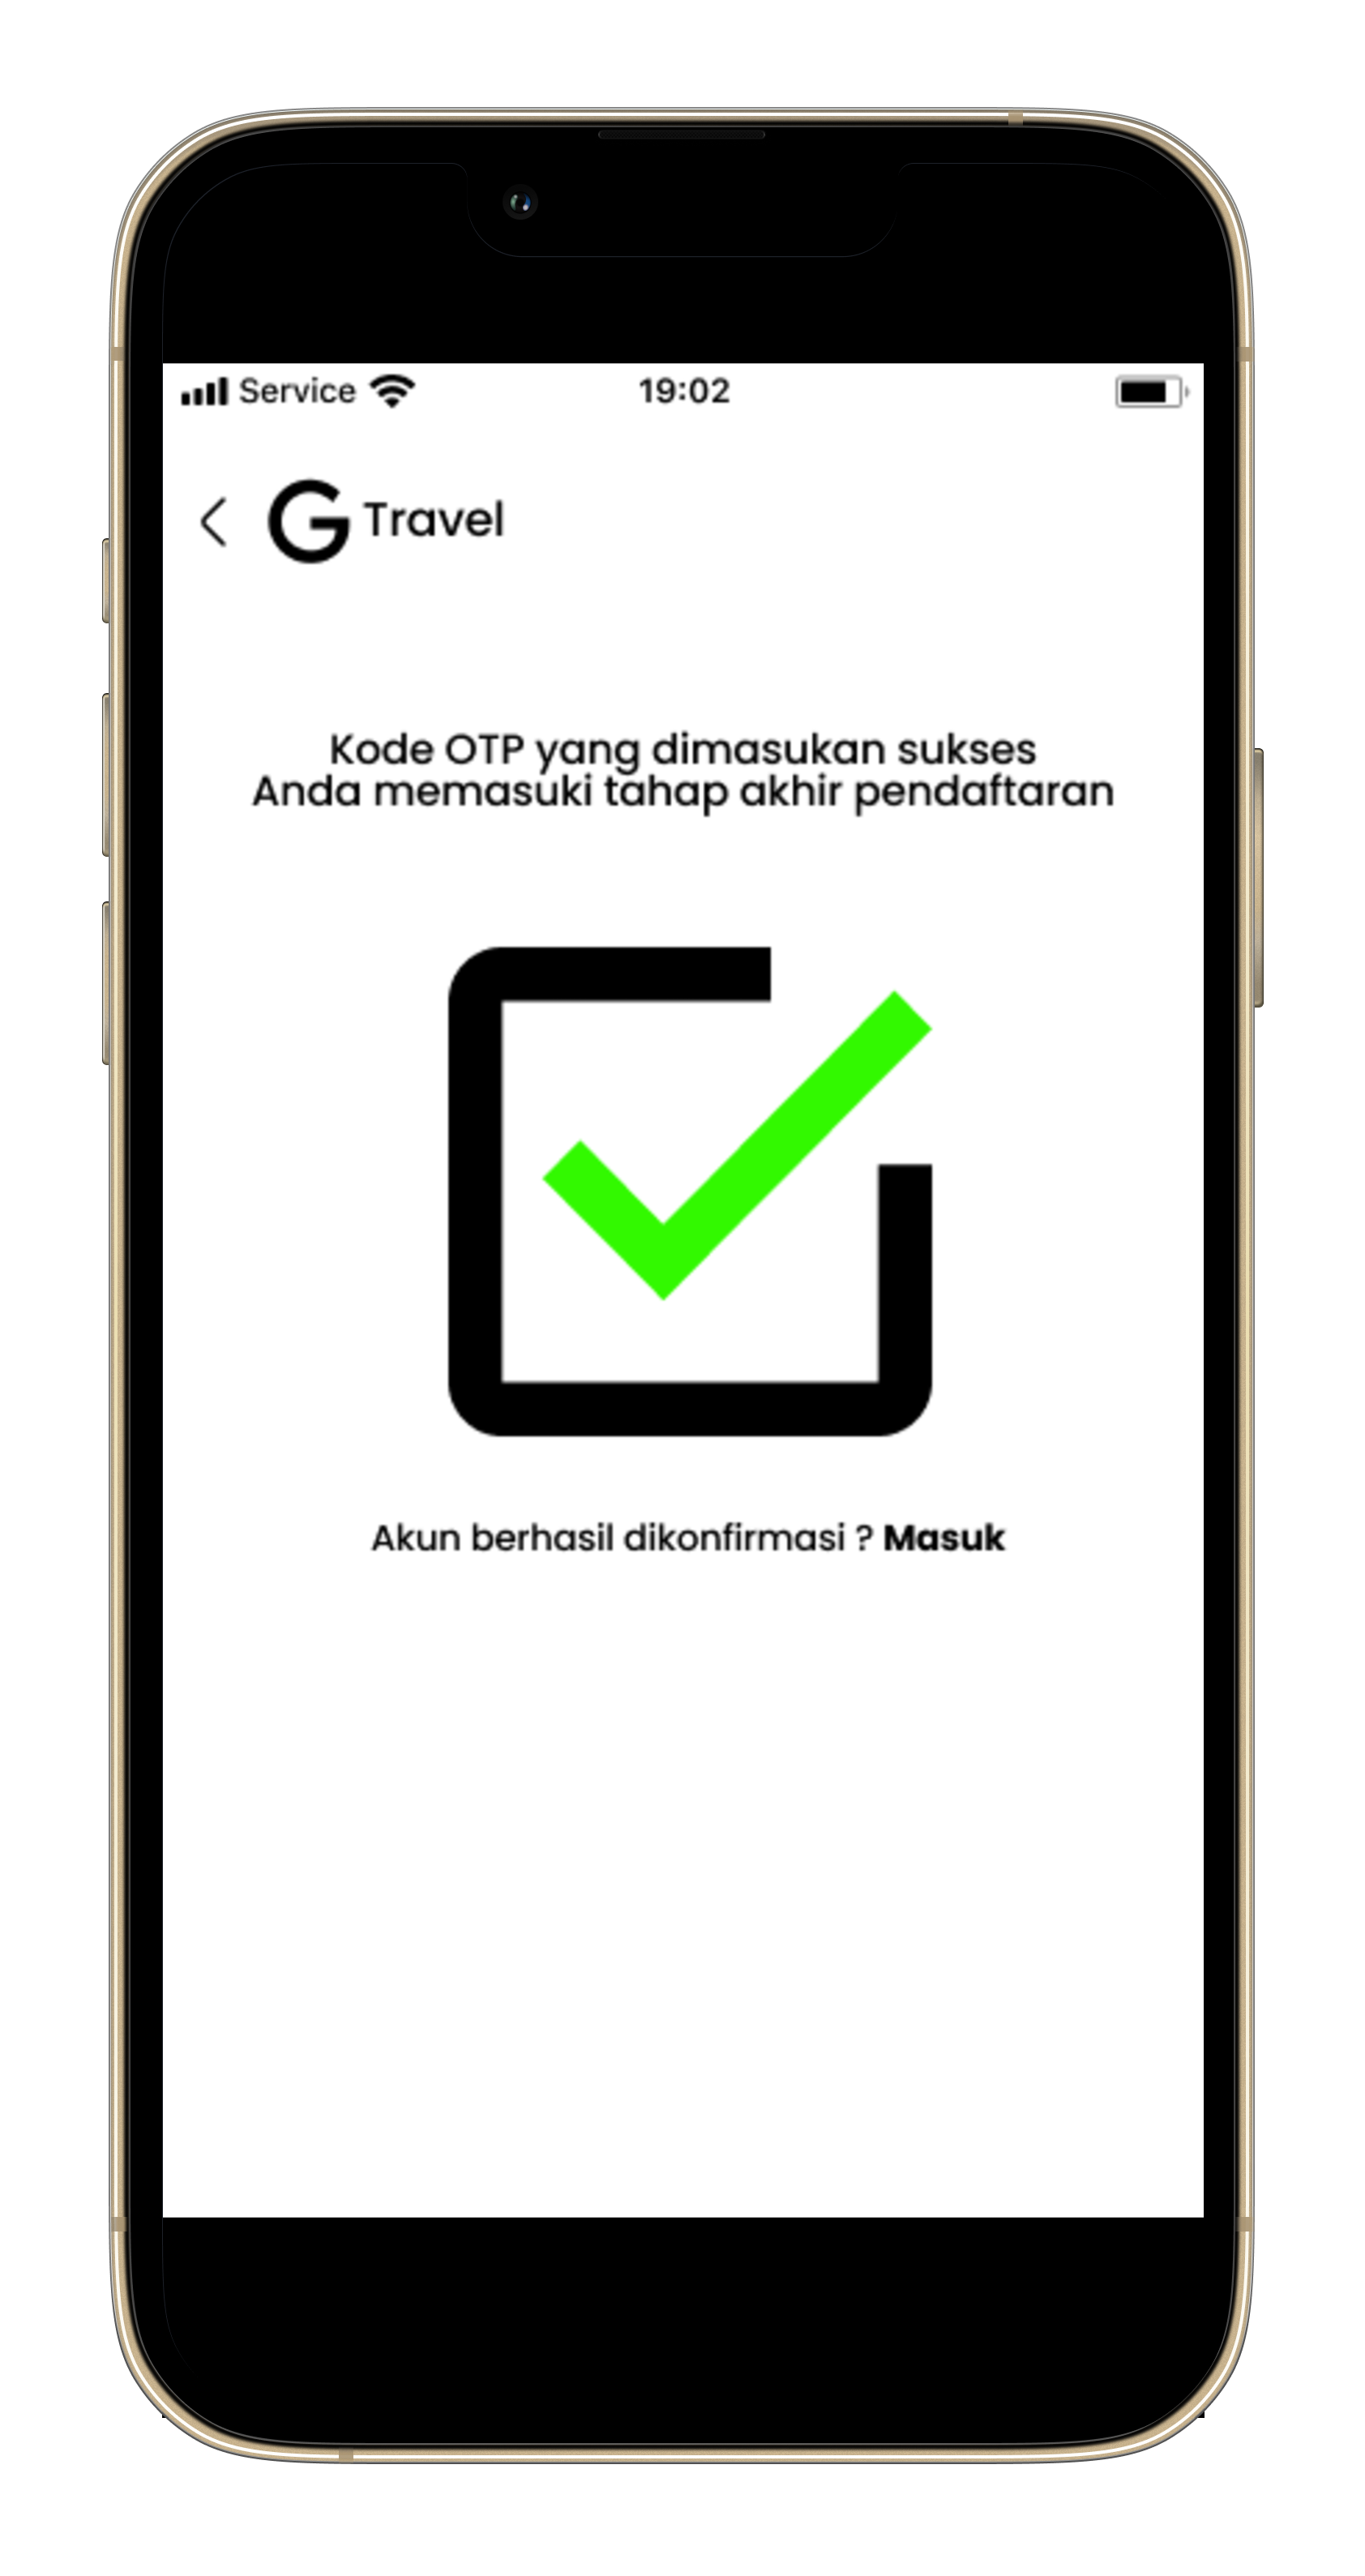 Service 19:02
G Travel
Kode OTP yang dimasukan sukses
Anda memasuki tahap akhir pendaftaran
Akun berhasil dikonfirmasi ? Masuk